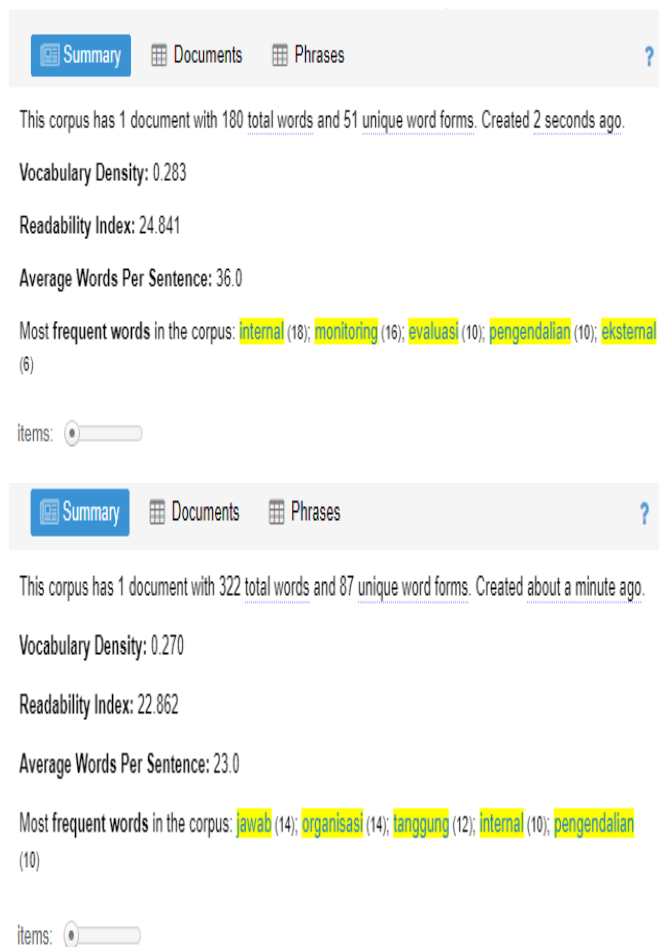 Summary Documents Phrases ?
This corpus has 1 document with 180 total words and 51 unique word forms. Created 2 seconds ago.
Vocabulary Density: 0.283
Readability Index: 24.841
Average Words Per Sentence: 36.0
Most frequent words in the corpus: internal (18); monitoring (16); evaluasi (10); pengendalian (10); eksternal
(6)
items:
Summary Documents Phrases ?
This corpus has 1 document with 322 total words and 87 unique word forms. Created about a minute ago.
Vocabulary Density: 0.270
Readability Index: 22.862
Average Words Per Sentence: 23.0
Most frequent words in the corpus: jawab (14); organisasi (14); tanggung (12); internal (10); pengendalian
(10)
items: